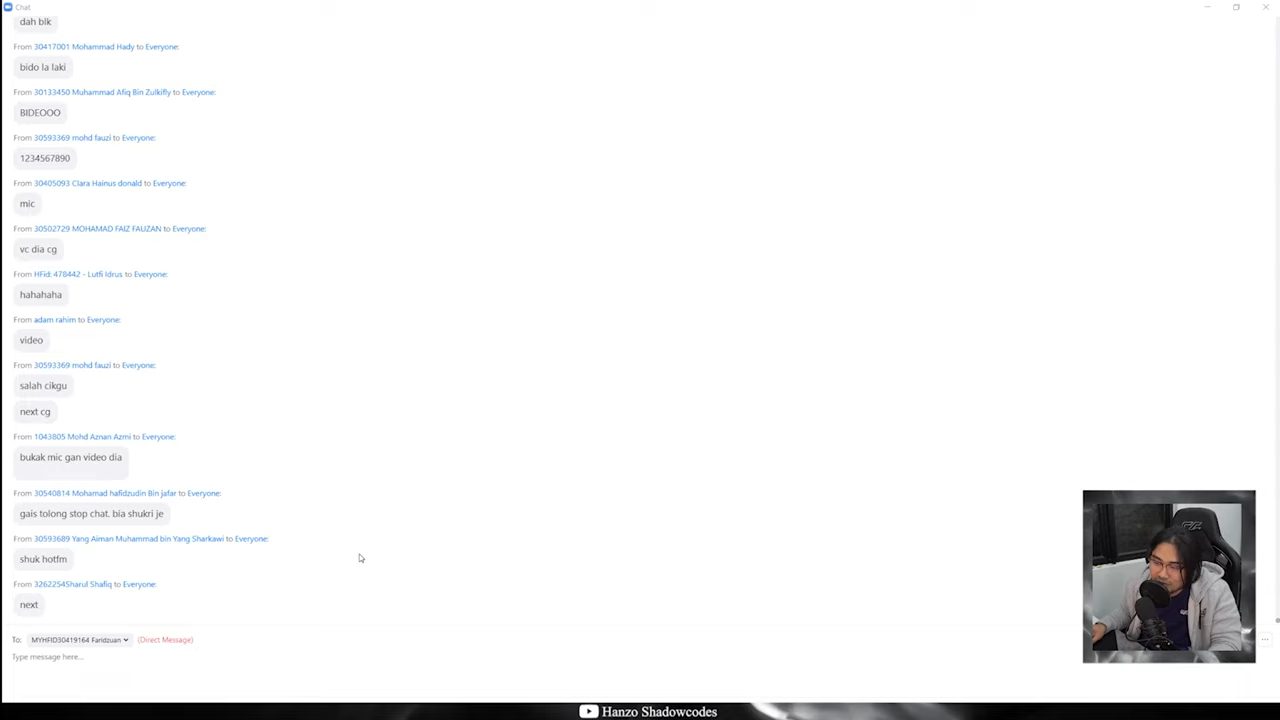 Chat
dah blk
From 30417001 Mohammad Hady to Everyone:
bido la laki
From 30133450 Muhammad Afiq Bin Zulkifly to Everyone:
BIDEOOO
From 30593369 mohd fauzi to Everyone:
1234567890
From 30405093 Clara Hainus donald to Everyone:
mic
From 30502729 MOHAMAD FAIZ FAUZAN to Everyone:
vc dia cg
From HFid: 478442 - Lutfi Idrus to Everyone:
hahahaha
From adam rahim to Everyone:
video
From 30593369 mohd fauzi to Everyone:
salah cikgu
next cg
From 1043805 Mohd Aznan Azmi to Everyone:
bukak mic gan video dia
From 30540814 Mohamad hafidzudin Bin jafar to Everyone:
gais tolong stop chat. bia shukri je
From 30593689 Yang Aiman Muhammad bin Yang Sharkawi to Everyone:
shuk hotfm
From 3262254Sharul Shafiq to Everyone:
next
To: MYHFID30419164 Faridzuan (Direct Message)
Type message here...
Hanzo Shadowcodes